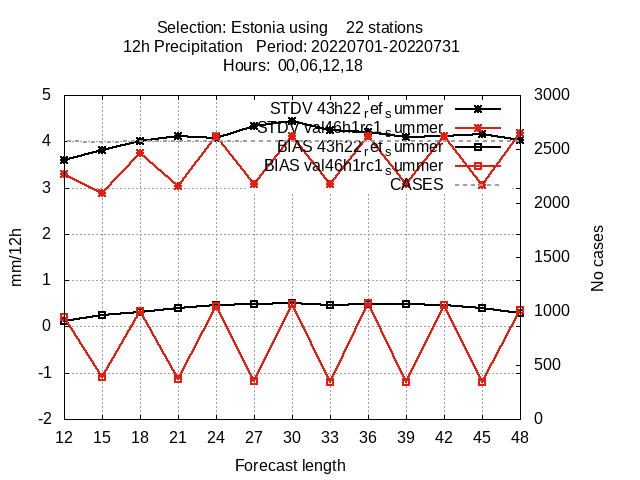 Selection: Estonia using    22 stations
12h Precipitation   Period: 20220701-20220731
Hours:  00,06,12,18
5 3000
STDV 43h22_ref_summer
STDV val46h1rc1_summer
4 2500
BIAS 43h22_ref_summer
BIAS val46h1rc1_summer
3
CASES
2000
2
1500
1
1000
0
500
-1
-2 0
mm/12h
No cases
12 15 18 21 24 27 30 33 36 39 42 45 48
Forecast length